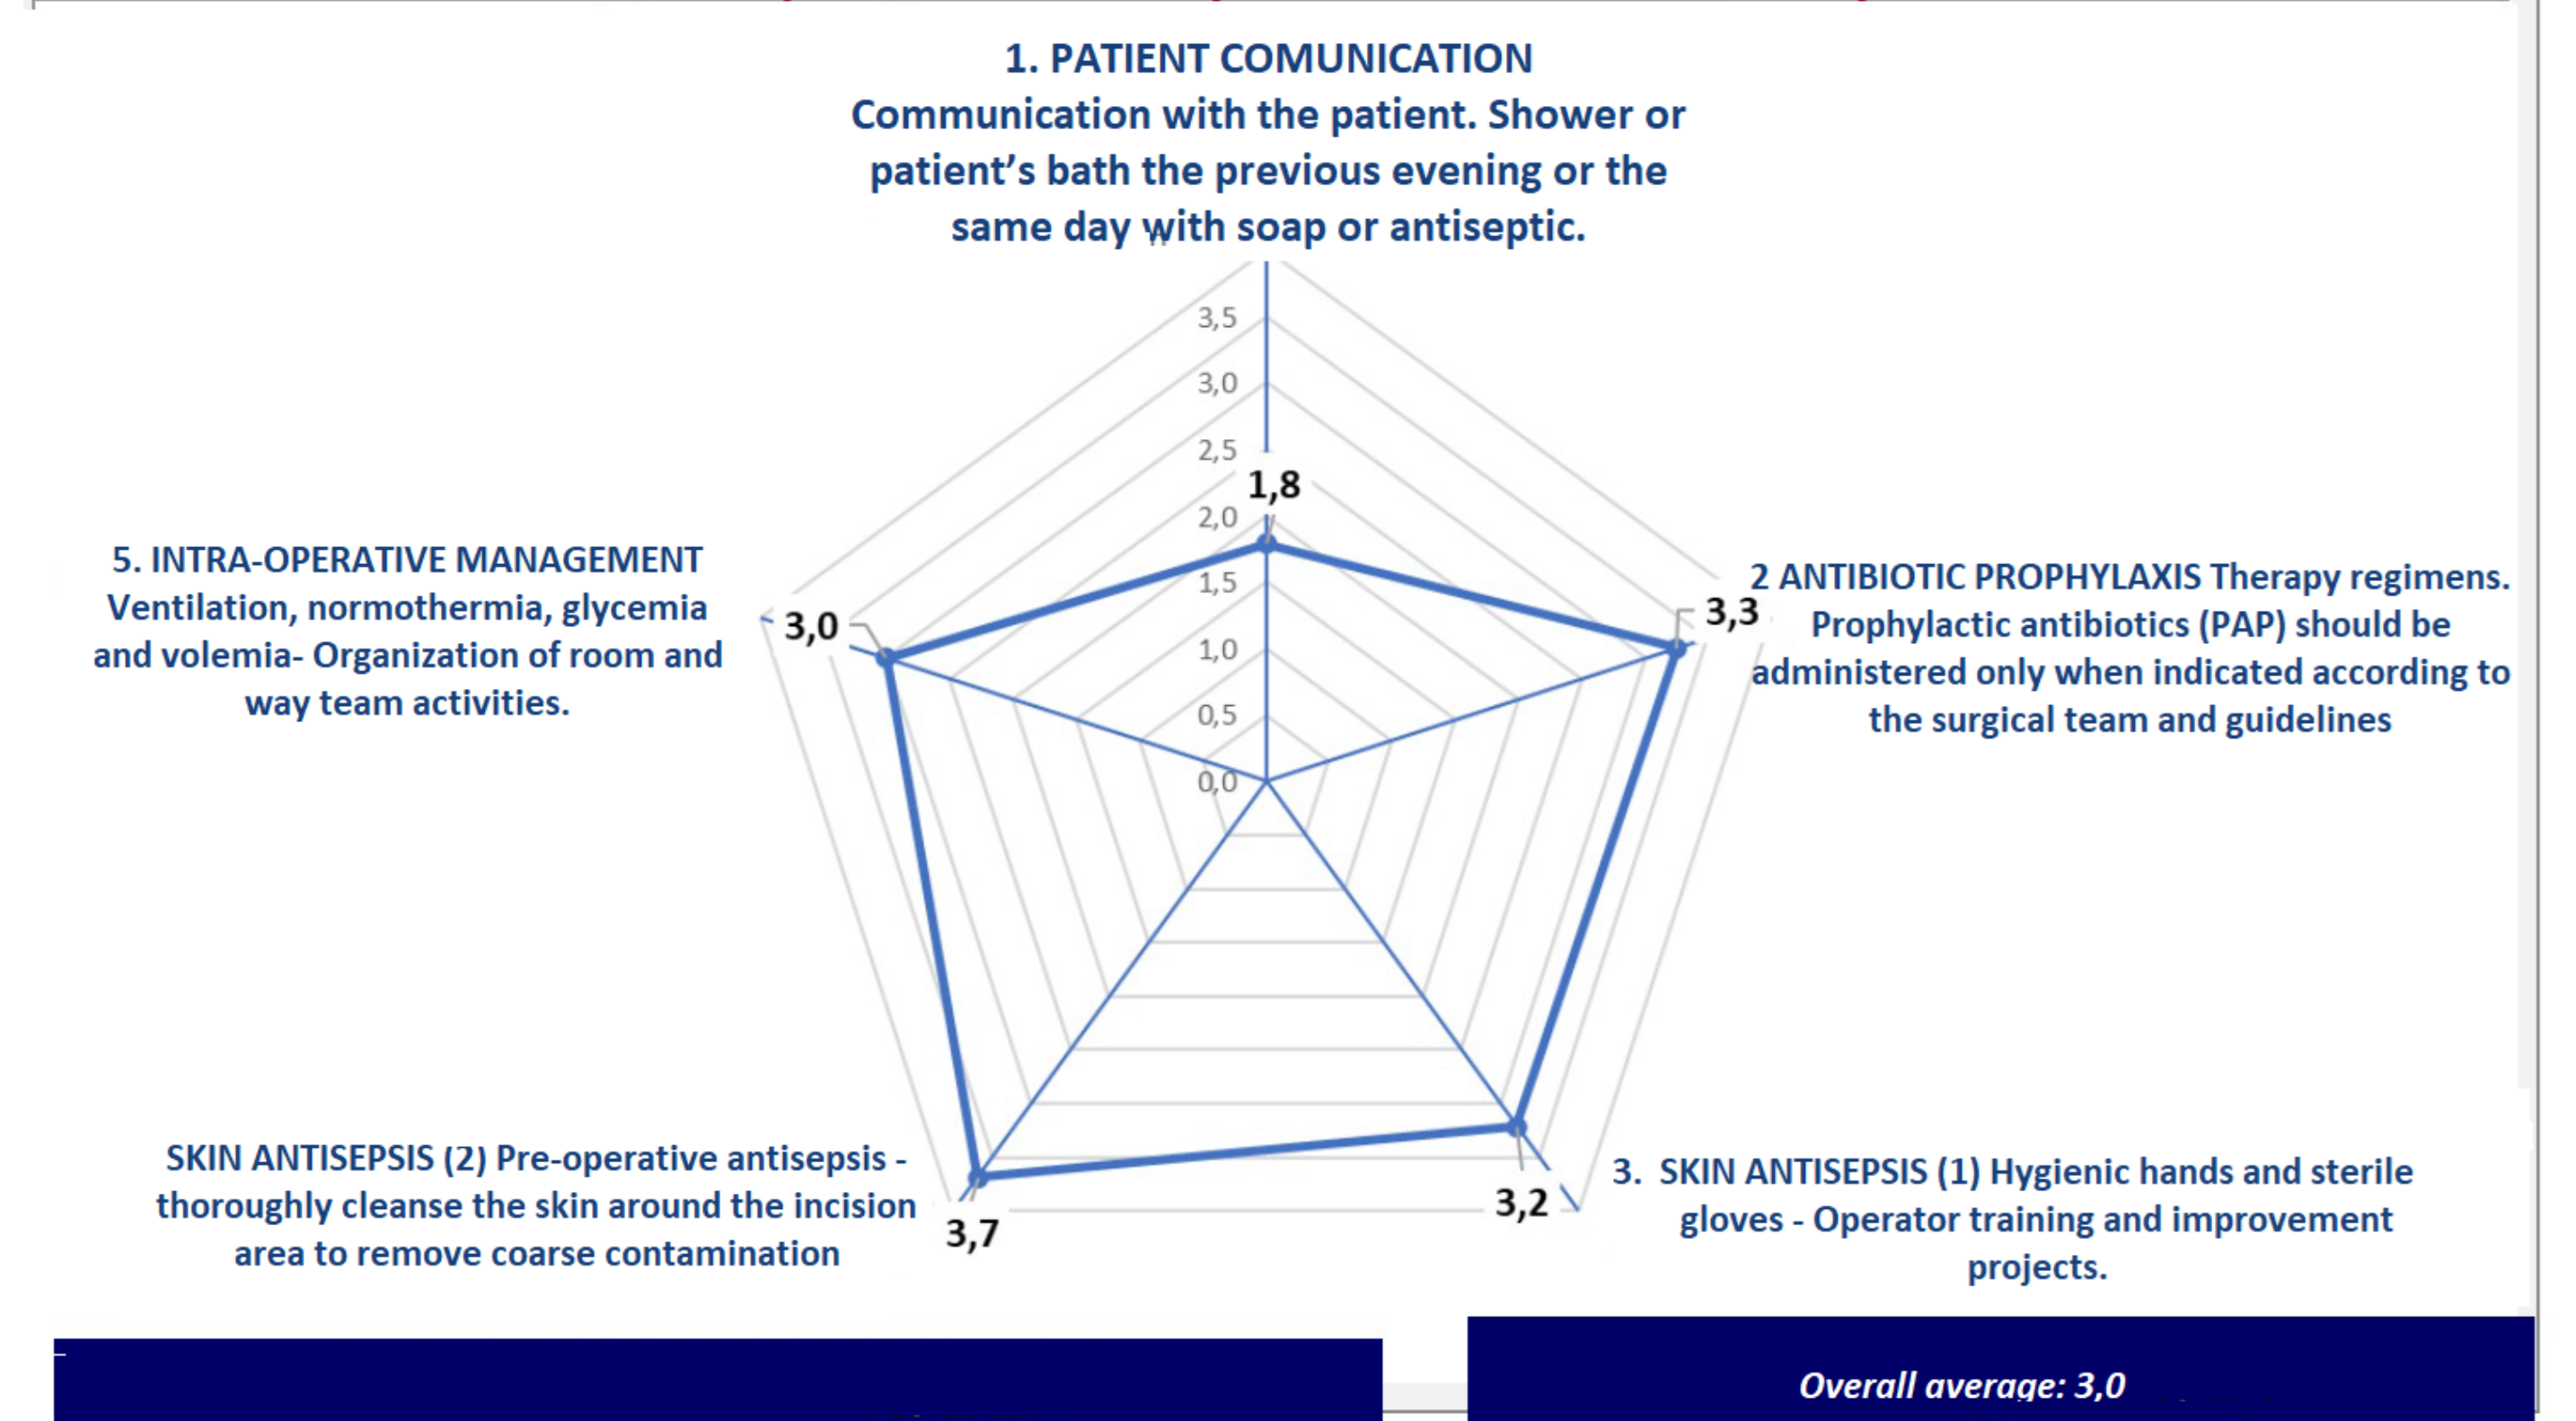 1. PATIENT COMUNICATION
Communication with the patient. Shower or
patient’s bath the previous evening or the
same day with soap or antiseptic.
3,5
3,0
2,5
1,8
2,0
1,5
1,0
0,5
0,0
2 ANTIBIOTIC PROPHYLAXIS Therapy regimens.
3,3
Prophylactic antibiotics (PAP) should be
administered only when indicated according to
the surgical team and guidelines
3. SKIN ANTISEPSIS (1) Hygienic hands and sterile
gloves - Operator training and improvement
projects.
3,2
SKIN ANTISEPSIS (2) Pre-operative antisepsis -
thoroughly cleanse the skin around the incision
area to remove coarse contamination
3,7
5. INTRA-OPERATIVE MANAGEMENT
Ventilation, normothermia, glycemia
and volemia- Organization of room and
way team activities.
3,0
Overall average: 3,0